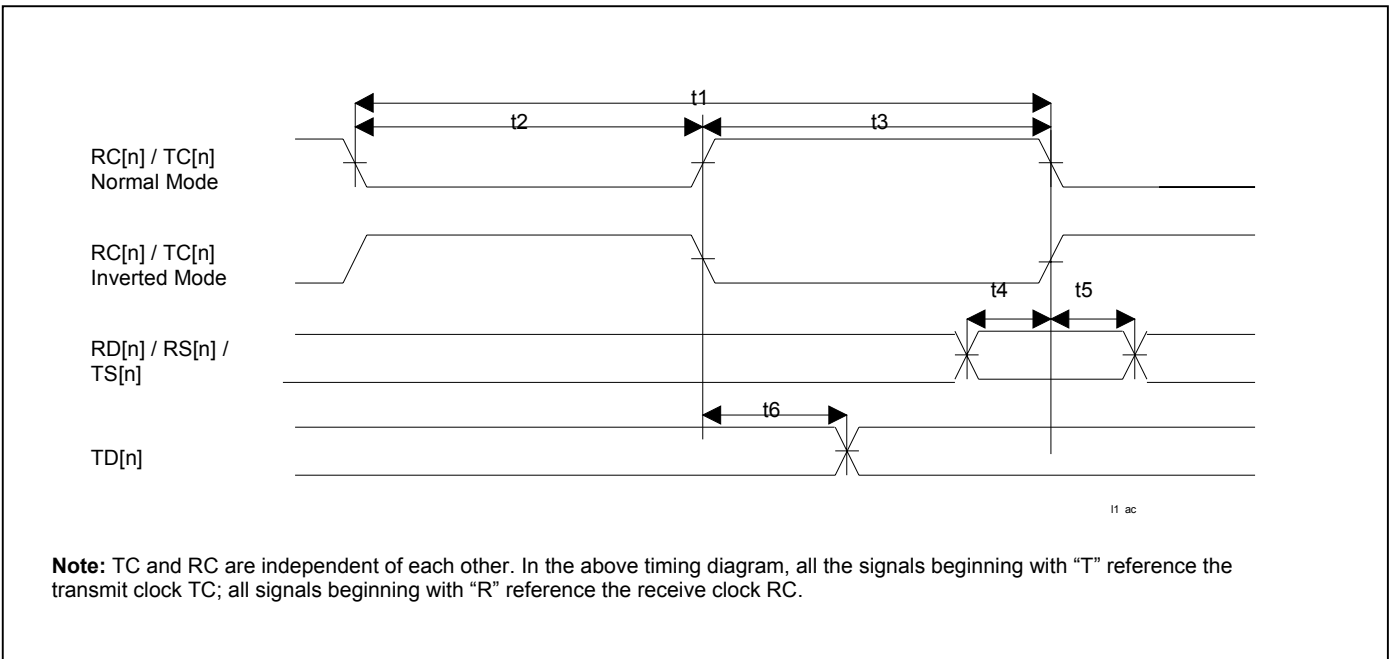 t1
t2
t3
RC[n] / TC[n]
Normal Mode
RC[n] / TC[n]
Inverted Mode
t4
t5
RD[n] / RS[n] /
TS[n]
t6
TD[n]
l1 ac
Note: TC and RC are independent of each other. In the above timing diagram, all the signals beginning with “T” reference the
transmit clock TC; all signals beginning with “R” reference the receive clock RC.